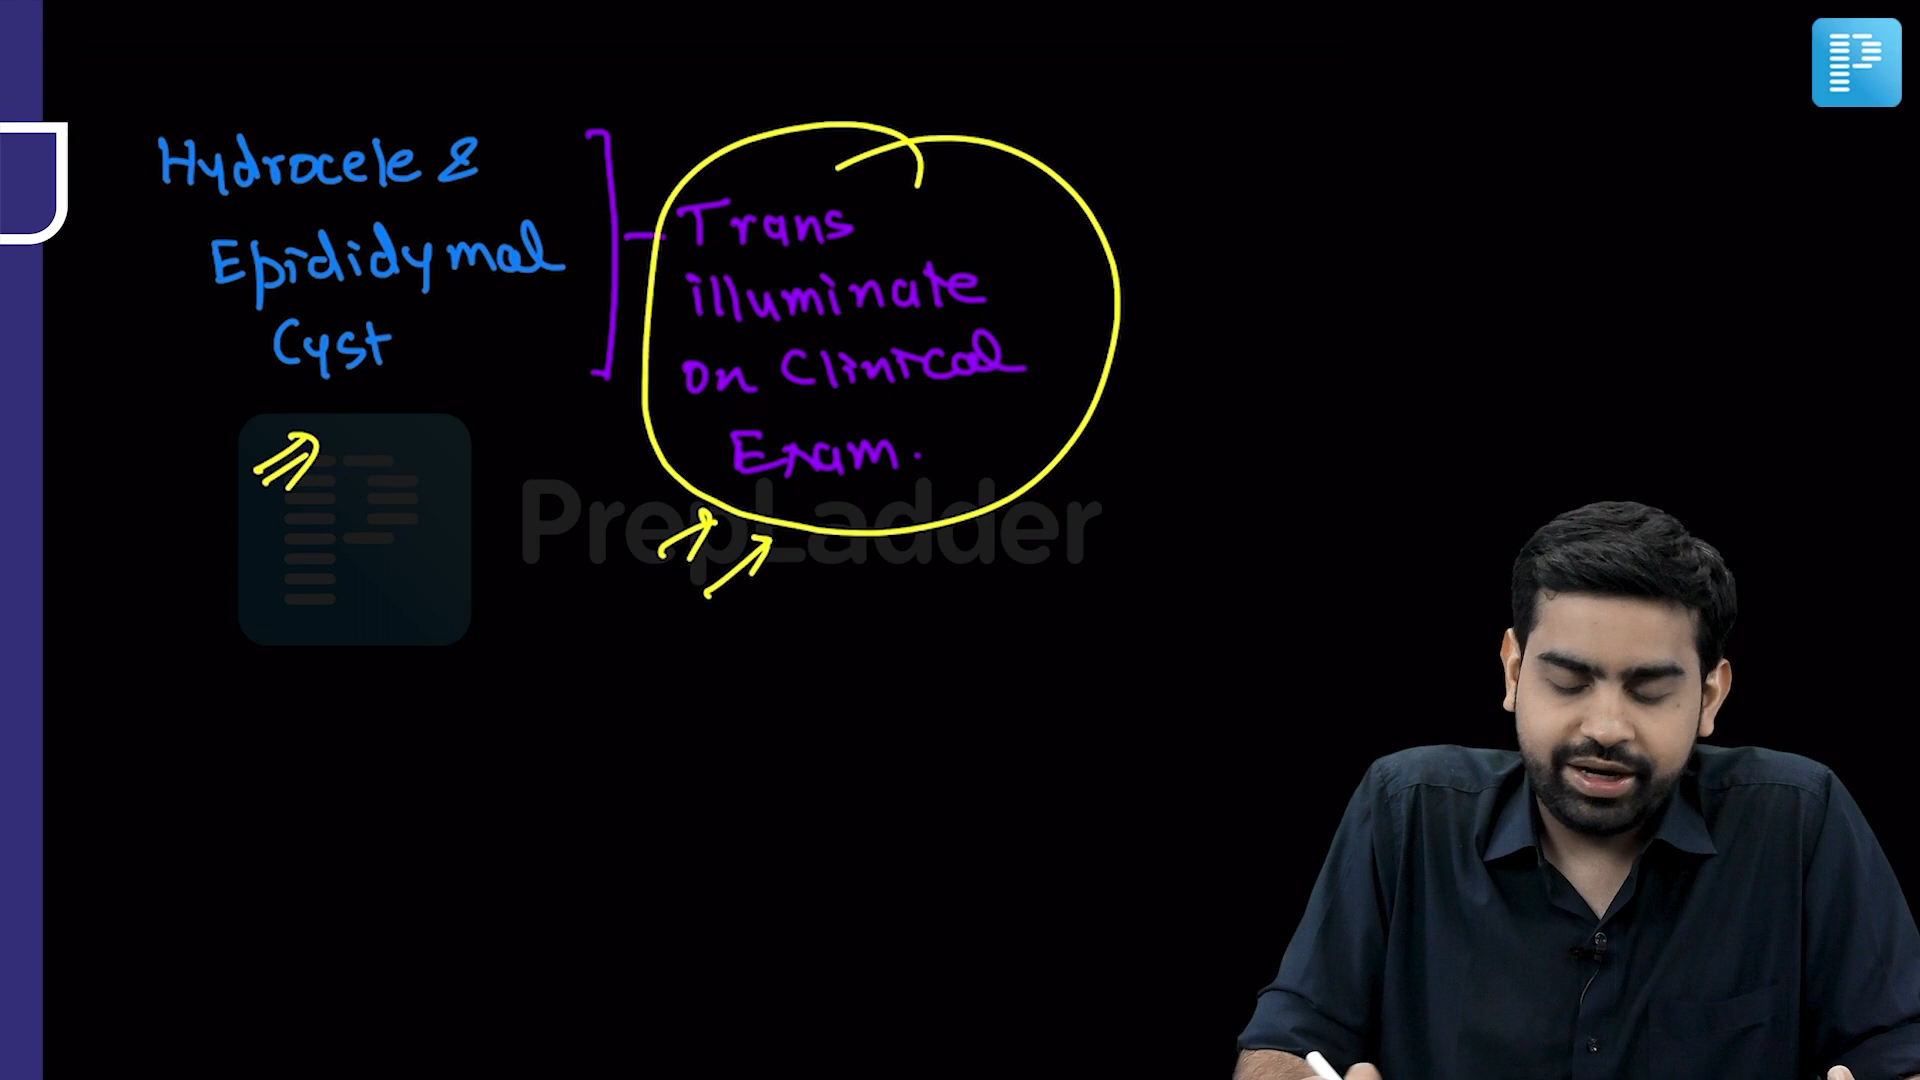 Hydrocele &
Epididymal
Cyst
Trans
illuminate
on Clinical
Exam.
PrepLadder